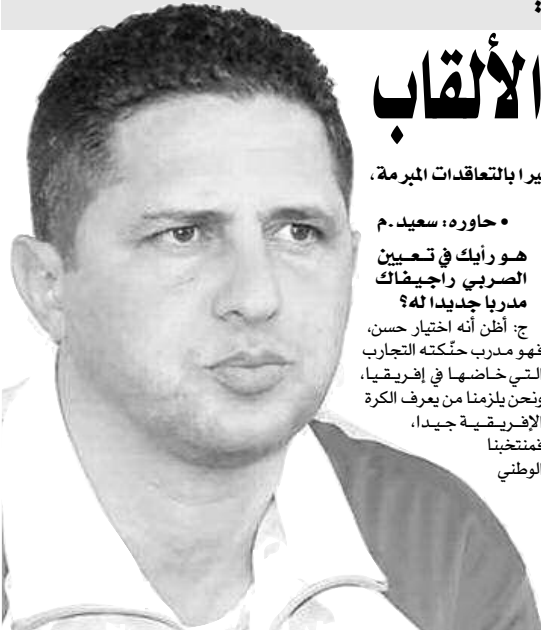 الألقاب
يرا بالتعاقدات المبرمة،
• حاوره: سعيد.م
هو رأيك في تعيين
الصربي راجيفاك
مدربا جديدا له؟
ج: أظن أنه اختيار حسن،
فهو مدرب حنّكته التجارب
التي خاضها في إفريقيا،
ونحن يلزمنا من يعرف الكرة
الإفريقية جيدا،
فمنتخبنا
الوطني